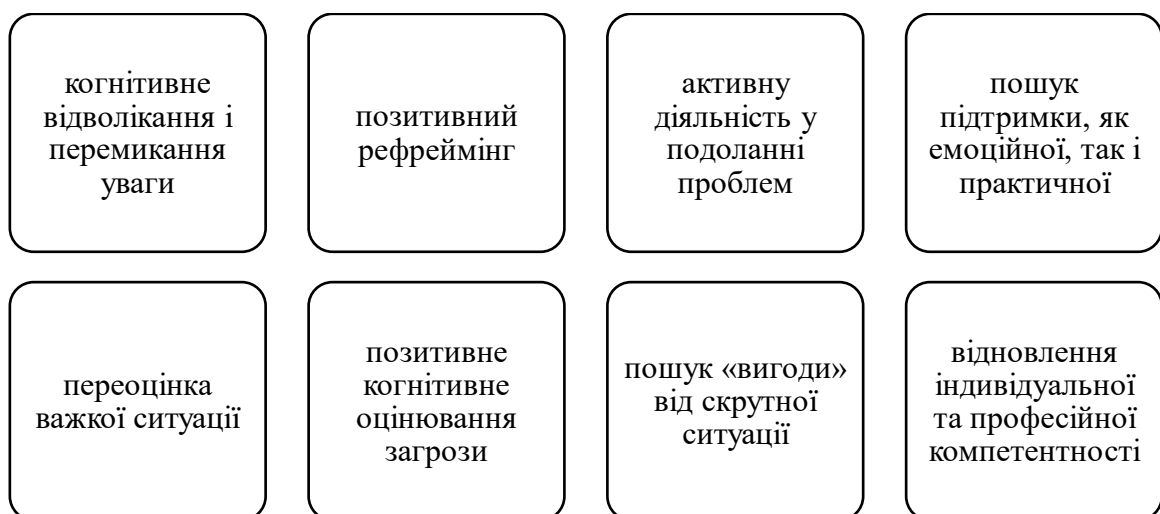 когнітивне
відволікання і
перемикання
уваги
позитивний
рефреймінг
активну
діяльність у
подоланні
проблем
пошук
підтримки, як
емоційної, так і
практичної
переоцінка
важкої ситуації
позитивне
когнітивне
оцінювання
загрози
пошук «вигоди»
від скрутної
ситуації
відновлення
індивідуальної
та професійної
компетентності